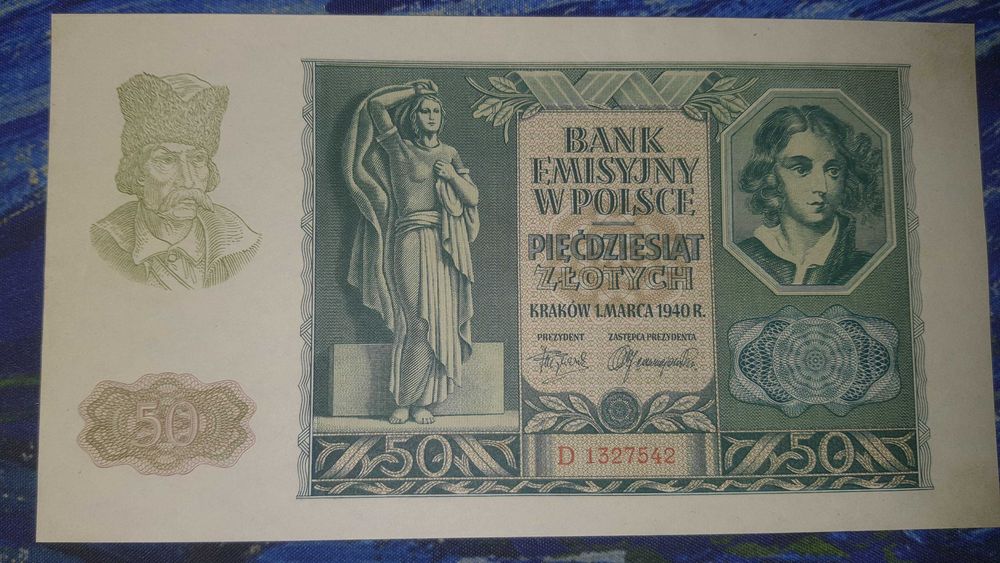 BANK
EMISYJNY
W POLSCE
PIĘĆDZIESIĄT
ZŁOTYCH
KRAKÓW 1. MARCA 1940 R.
PREZYDENT ZASTĘPCA PREZYDENTA
50
50 D 1327542 50